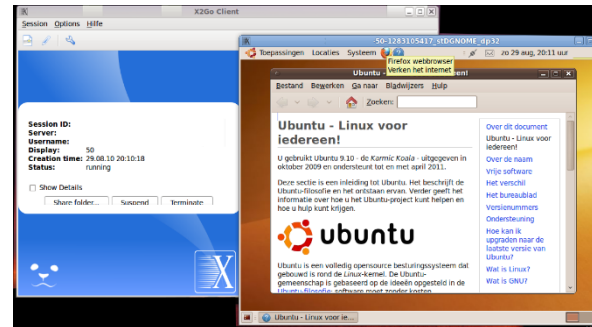 X2Go Client
Session Options Hilfe
Session ID:
Server:
Username:
Display: 50
Creation time: 29.08.10 20:10:18
Status: running
Show Details
Share folder... Suspend Terminate
50-1283105417_stDGNOME_dp32
Toepassingen Locaties Systeem
zo 29 aug, 20:11 uur
Firefox webbrowser
Verken het internet
Bestand Bewerken Ga naar Bladwijzers Hulp
Zoeken:
Ubuntu - Linux voor
iedereen!
U gebruikt Ubuntu 9.10 - de Karmic Koala - uitgegeven in
oktober 2009 en ondersteunt tot en met april 2011.
Deze sectie is een inleiding tot Ubuntu. Het beschrijft de
Ubuntu-filosofie en het ontstaan ervan. Verder geeft het
informatie over hoe u het Ubuntu-project kunt helpen en
hoe u hulp kunt krijgen.
ubuntu
Ubuntu is een volledig opensource besturingssysteem dat
gebouwd is rond de Linux-kernel. De Ubuntu-
gemeenschap is gebaseerd op de ideeën opgesteld in de
Ubuntu-filosofie: software moet zonder kosten
Over dit document
Ubuntu - Linux voor
iedereen!
Over de naam
Vrije software
Het verschil
Het bureaublad
Versienummers
Ondersteuning
Hoe kan ik
upgraden naar de
laatste versie van
Ubuntu?
Wat is Linux?
Wat is GNU?
Ubuntu - Linux voor ie...